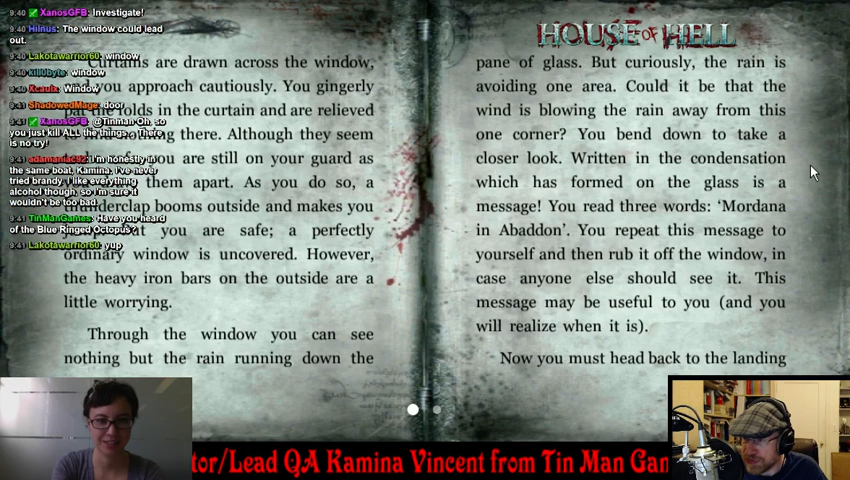 9:40 XanosGFB: Investigate!
9:40 Hilnus: The window could lead
out.
9:40 Lakotawarrior60: window
9:40 kill0byte: window
9:40 Xcaulx: Window
9:41 ShadowedMage: door
9:41 XanosGFB: @Tinman Oh, so
you just kill ALL the things... There
is no try!
9:41 adamaniac92: i'm honestly in
the same boat, Kamina. I've never
tried brandy. I like everything
alcohol though, so I'm sure it
wouldn't be too bad.
9:41 TinManGames: Have you heard
of the Blue Ringed Octopus?
9:41 Lakotawarrior60: yup
Curtains are drawn across the window,
you approach cautiously. You gingerly
folds in the curtain and are relieved
there. Although they seem
you are still on your guard as
them apart. As you do so, a
thunderclap booms outside and makes you
you are safe; a perfectly
ordinary window is uncovered. However,
the heavy iron bars on the outside are a
little worrying.
Through the window you can see
nothing but the rain running down the
HOUSE OF HELL
pane of glass. But curiously, the rain is
avoiding one area. Could it be that the
wind is blowing the rain away from this
one corner? You bend down to take a
closer look. Written in the condensation
which has formed on the glass is a
message! You read three words: ‘Mordana
in Abaddon’. You repeat this message to
yourself and then rub it off the window, in
case anyone else should see it. This
message may be useful to you (and you
will realize when it is).
Now you must head back to the landing
tor/Lead QA Kamina Vincent from Tin Man Gam